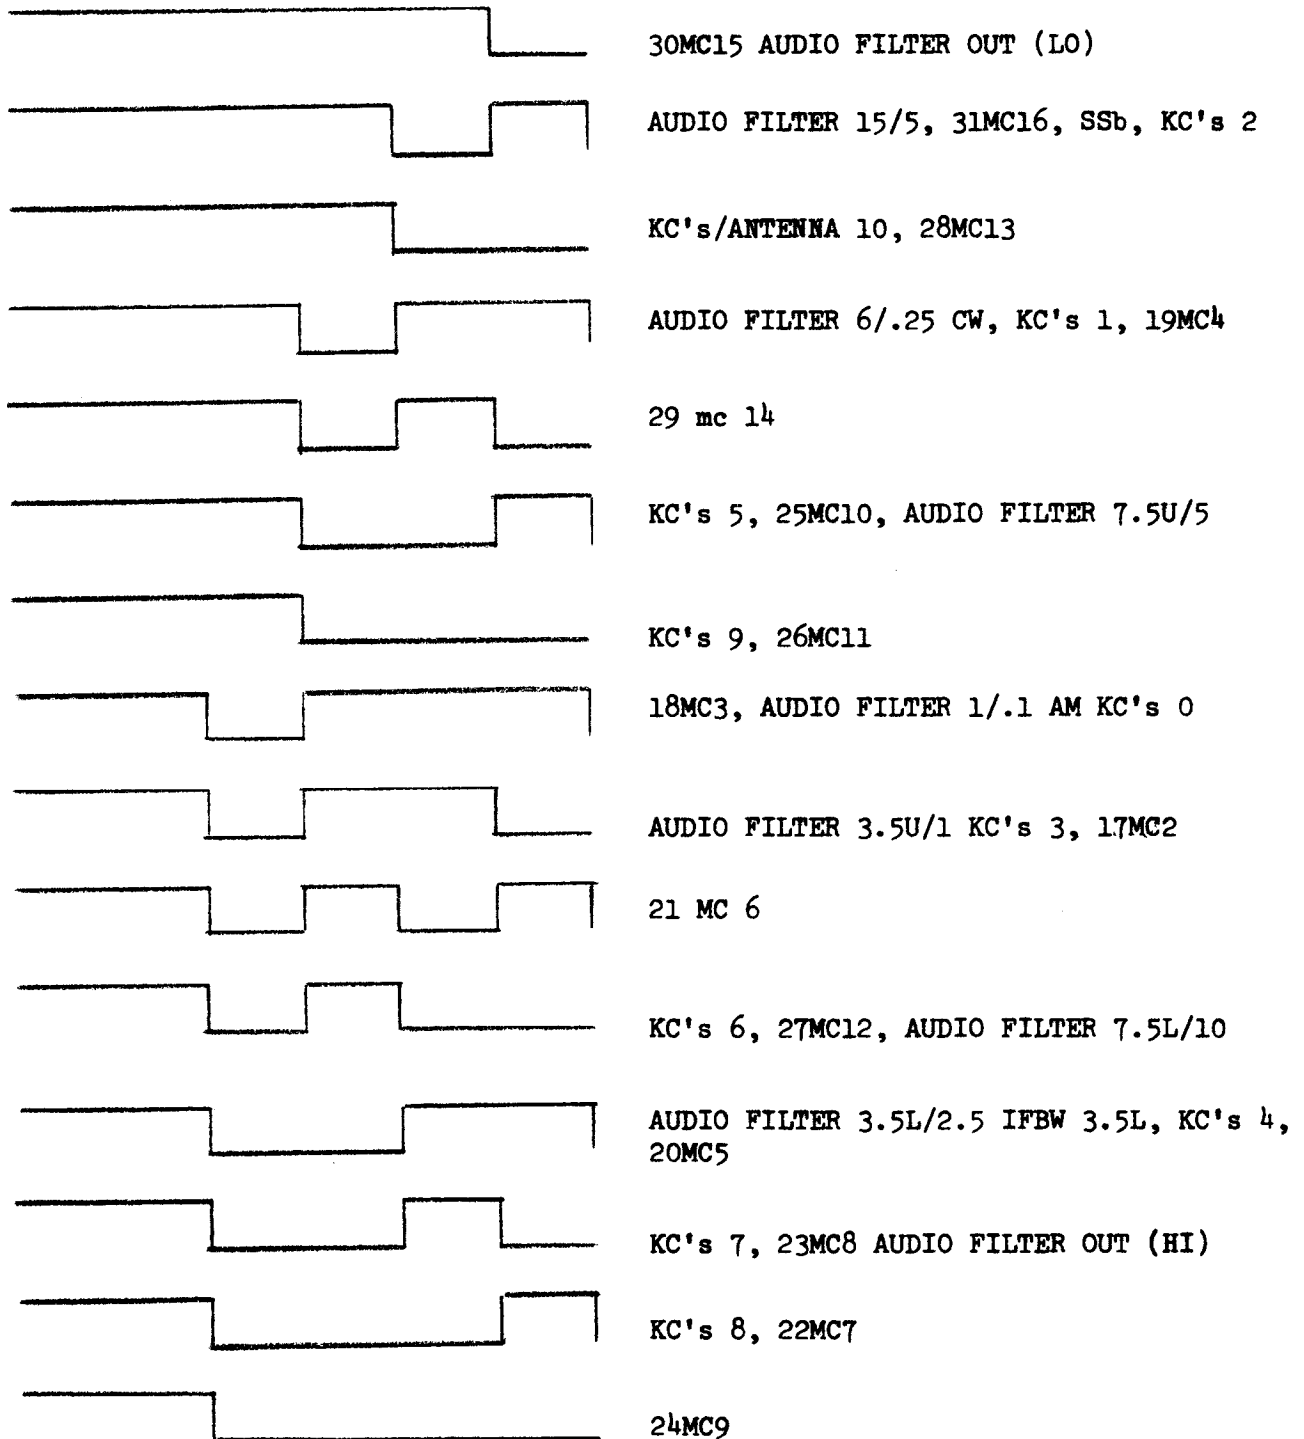 30MC15 AUDIO FILTER OUT (LO)
AUDIO FILTER 15/5, 31MC16, SSb, KC's 2
KC's/ANTENNA 10, 28MC13
AUDIO FILTER 6/.25 CW, KC's 1, 19MC4
29 mc 14
KC's 5, 25MC10, AUDIO FILTER 7.5U/5
KC's 9, 26MC11
18MC3, AUDIO FILTER 1/.1 AM KC's 0
AUDIO FILTER 3.5U/1 KC's 3, 17MC2
21 MC 6
KC's 6, 27MC12, AUDIO FILTER 7.5L/10
AUDIO FILTER 3.5L/2.5 IFBW 3.5L, KC's 4,
20MC5
KC's 7, 23MC8 AUDIO FILTER OUT (HI)
KC's 8, 22MC7
24MC9